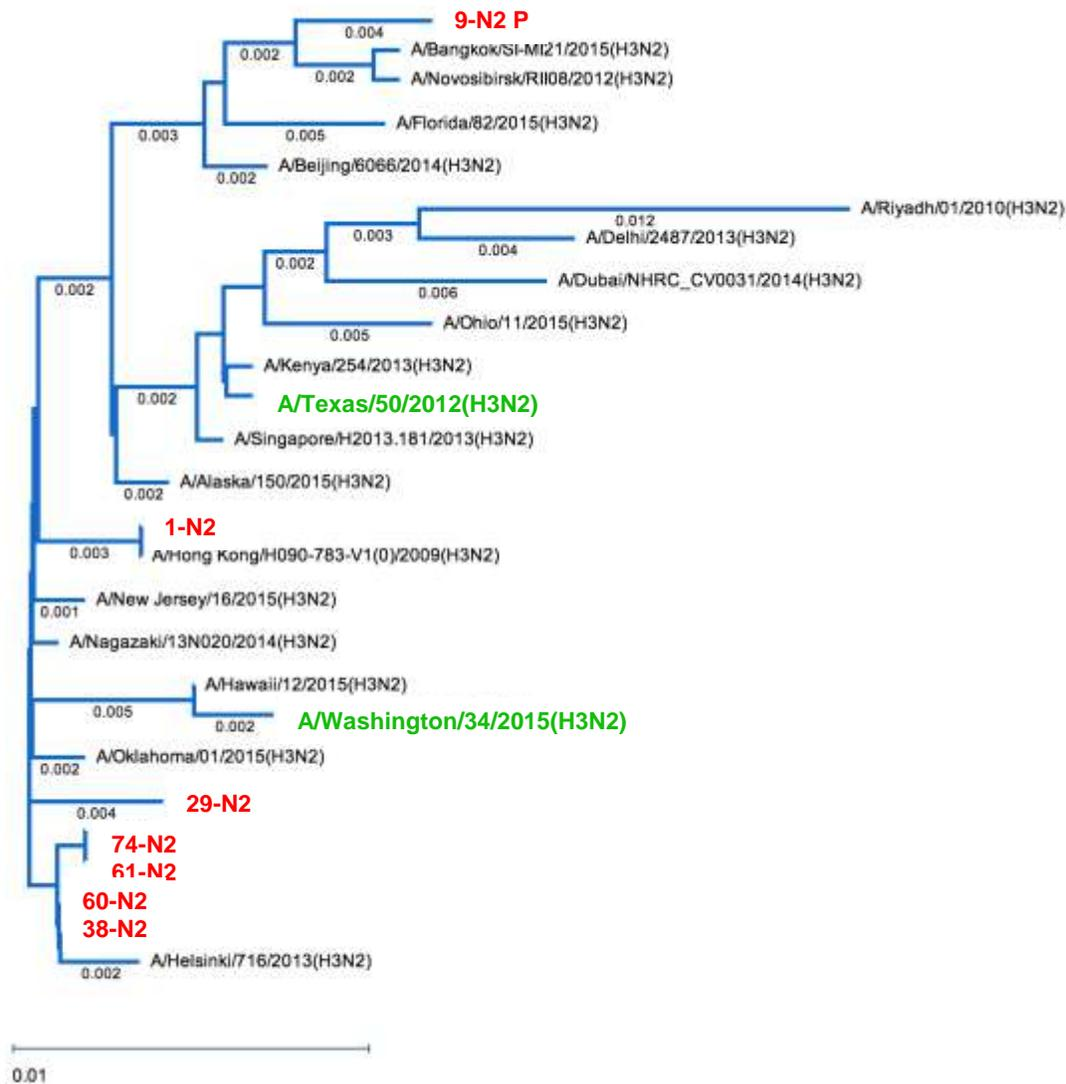 9-N2 P
0.004
A/Bangkok/SI-MI21/2015(H3N2)
0.002
0.002
A/Novosibirsk/RII08/2012(H3N2)
A/Florida/82/2015(H3N2)
0.003
0.005
A/Beijing/6066/2014(H3N2)
0.002
A/Riyadh/01/2010(H3N2)
0.012
0.003
A/Delhi/2487/2013(H3N2)
0.004
0.002
A/Dubai/NHRC_CV0031/2014(H3N2)
0.006
0.002
A/Ohio/11/2015(H3N2)
0.005
A/Kenya/254/2013(H3N2)
0.002
A/Texas/50/2012(H3N2)
A/Singapore/H2013.181/2013(H3N2)
A/Alaska/150/2015(H3N2)
0.002
1-N2
0.003
A/Hong Kong/H090-783-V1(0)/2009(H3N2)
A/New Jersey/16/2015(H3N2)
0.001
A/Nagazaki/13N020/2014(H3N2)
A/Hawaii/12/2015(H3N2)
0.005
A/Washington/34/2015(H3N2)
0.002
A/Oklahoma/01/2015(H3N2)
0.002
29-N2
0.004
74-N2
61-N2
60-N2
38-N2
A/Helsinki/716/2013(H3N2)
0.002
0.01